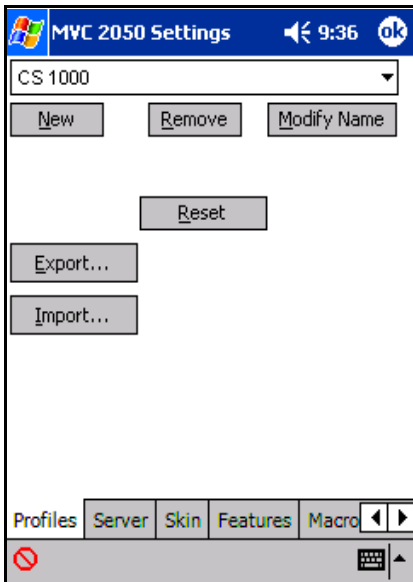 MVC 2050 Settings 9:36 ok
CS 1000
New Remove Modify Name
Reset
Export...
Import...
Profiles Server Skin Features Macro